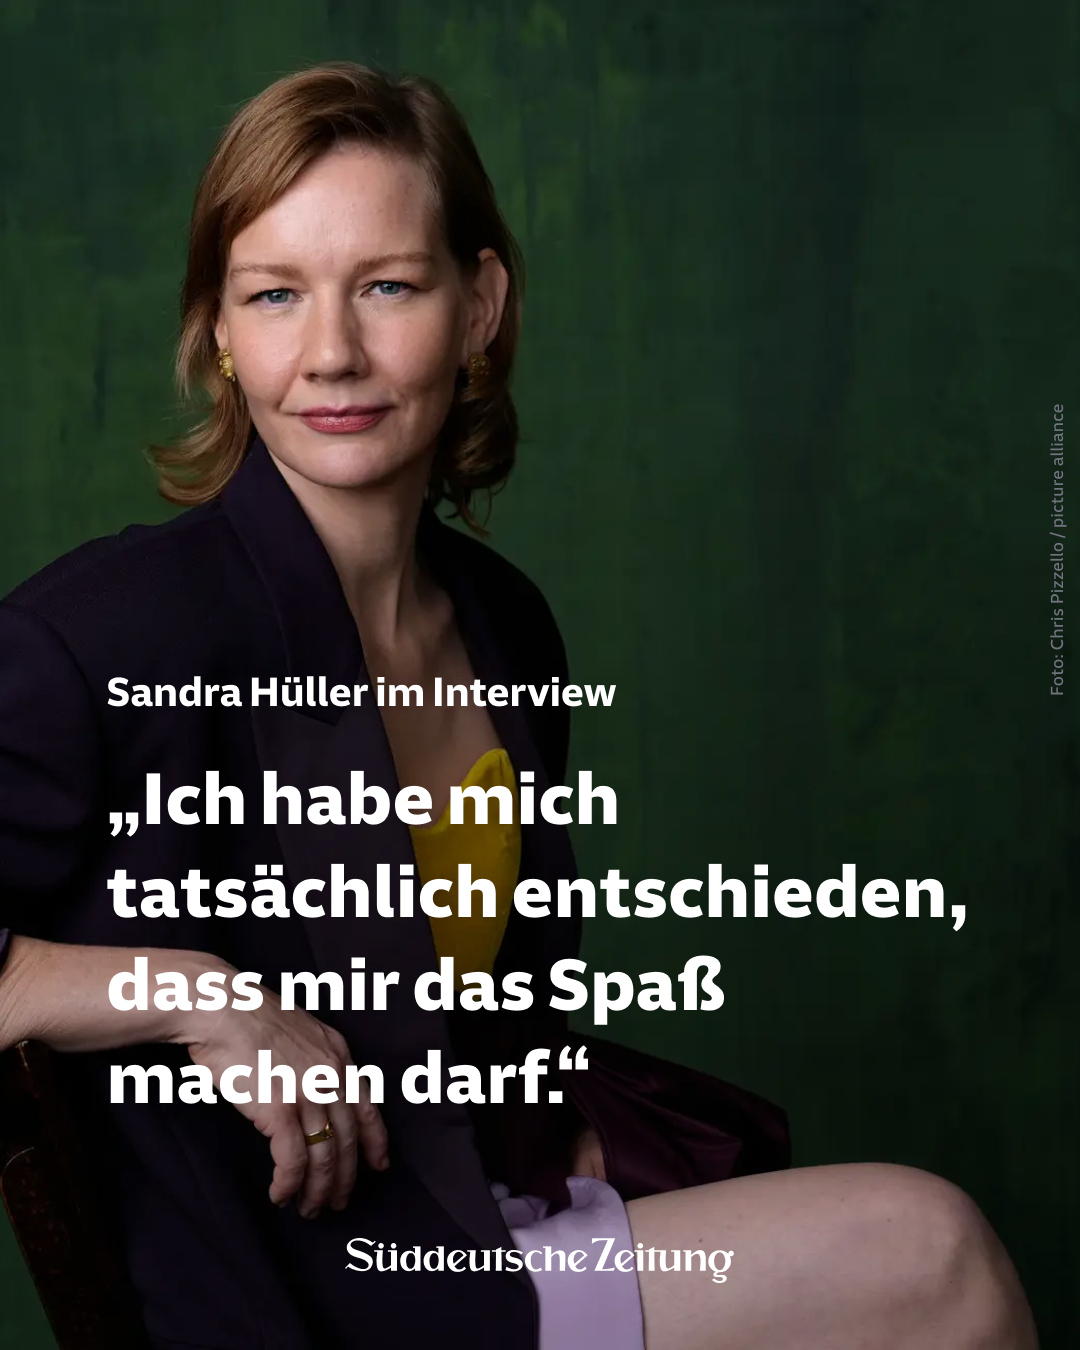 Sandra Hüller im Interview
„Ich habe mich
tatsächlich entschieden,
dass mir das Spaß
machen darf.“
Süddeutsche Zeitung
Foto: Chris Pizzello / picture alliance